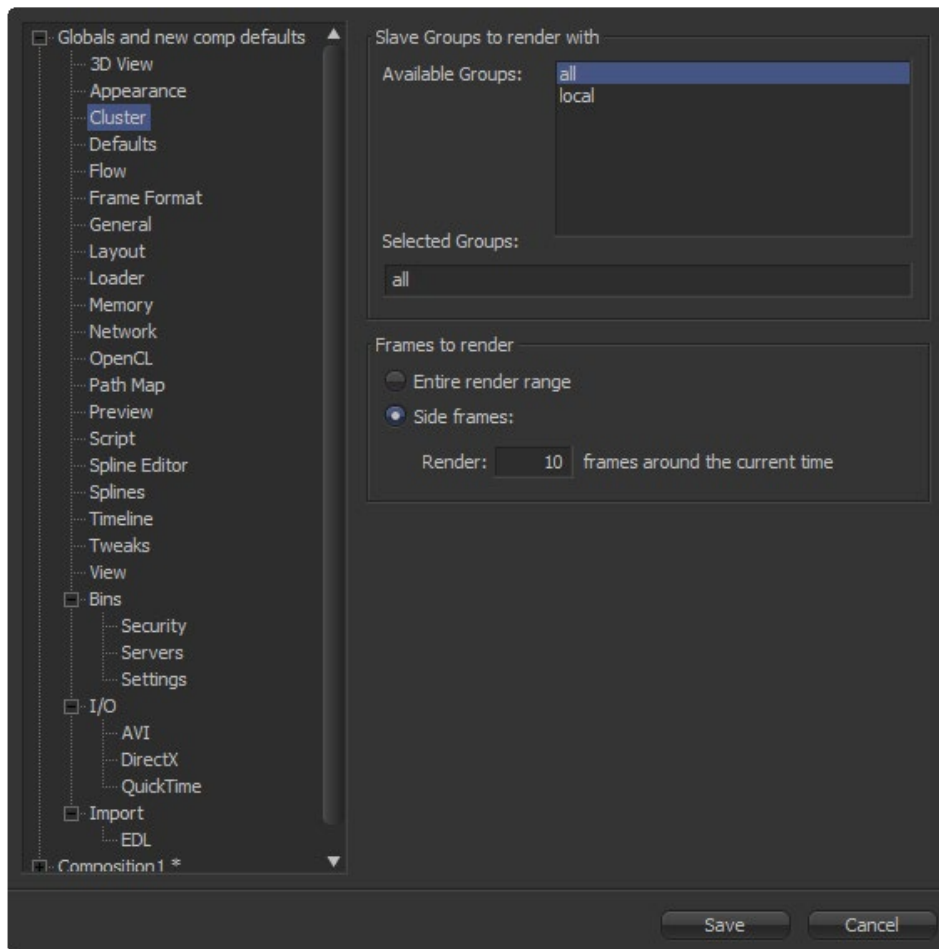 Globals and new comp defaults
3D View
Appearance
Cluster
Defaults
Flow
Frame Format
General
Layout
Loader
Memory
Network
OpenCL
Path Map
Preview
Script
Spline Editor
Splines
Timeline
Tweaks
View
Bins
Security
Servers
Settings
I/O
AVI
DirectX
QuickTime
Import
EDL
Composition1 *
Slave Groups to render with
Available Groups:
all
local
Selected Groups:
all
Frames to render
Entire render range
Side frames:
Render: 10 frames around the current time
Save
Cancel